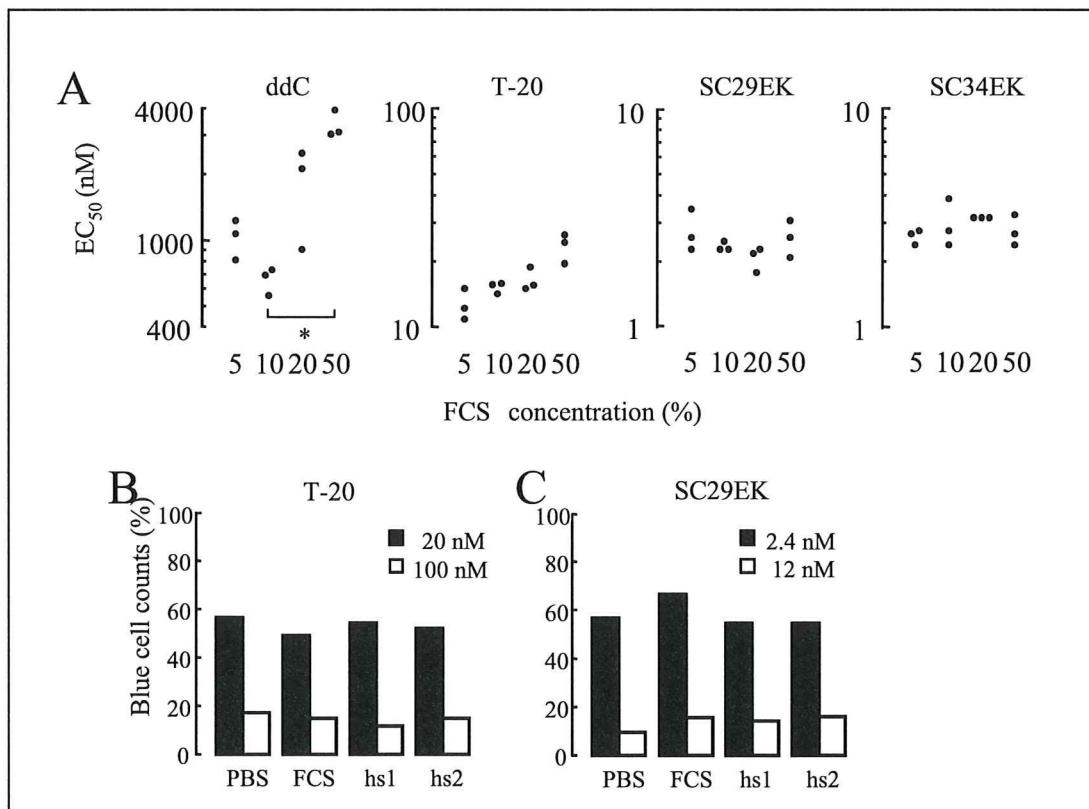 A
ddC
T-20
SC29EK
SC34EK
EC50 (nM)
4000
1000
400
100
10
10
1
10
1
*
5 10 20 50
5 10 20 50
5 10 20 50
5 10 20 50
FCS concentration (%)
B
T-20
Blue cell counts (%)
100
80
60
40
20
0
20 nM
100 nM
PBS FCS hs1 hs2
C
SC29EK
100
80
60
40
20
0
2.4 nM
12 nM
PBS FCS hs1 hs2